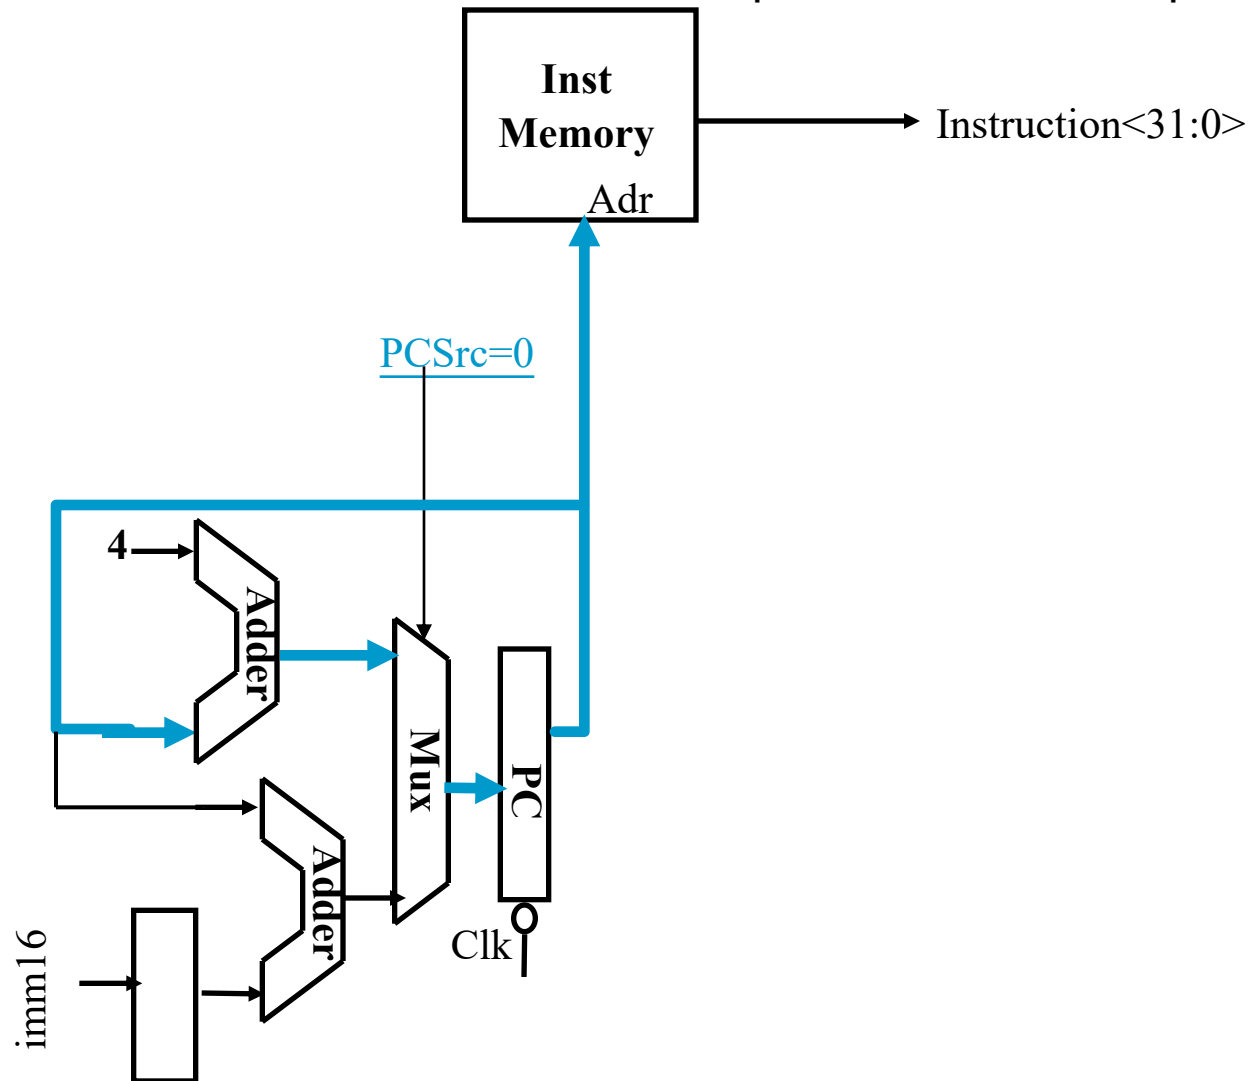 Inst
Memory
Adr
Instruction<31:0>
PCSrc=0
4
Adder
Mux
PC
Adder
Clk
imm16